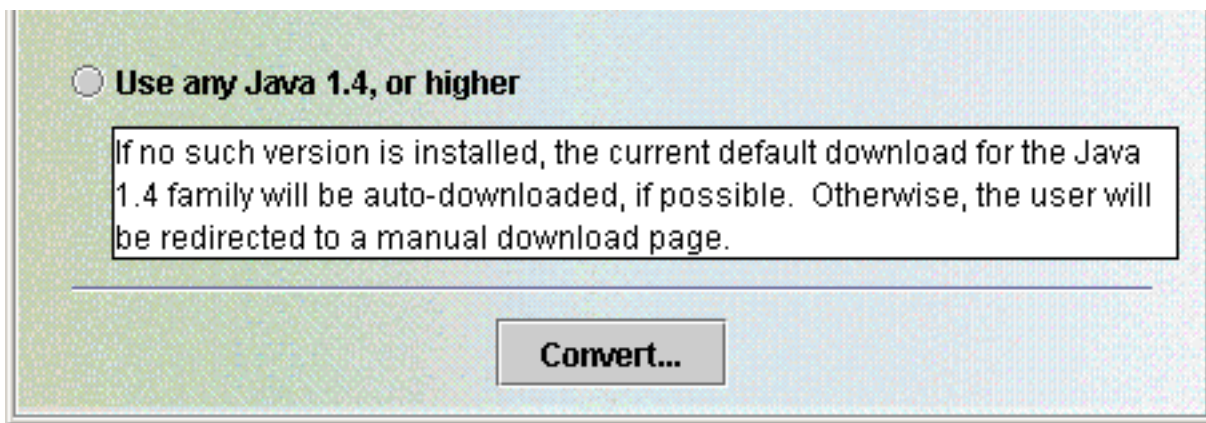 Use any Java 1.4, or higher
If no such version is installed, the current default download for the Java
1.4 family will be auto-downloaded, if possible.  Otherwise, the user will
be redirected to a manual download page.
Convert...